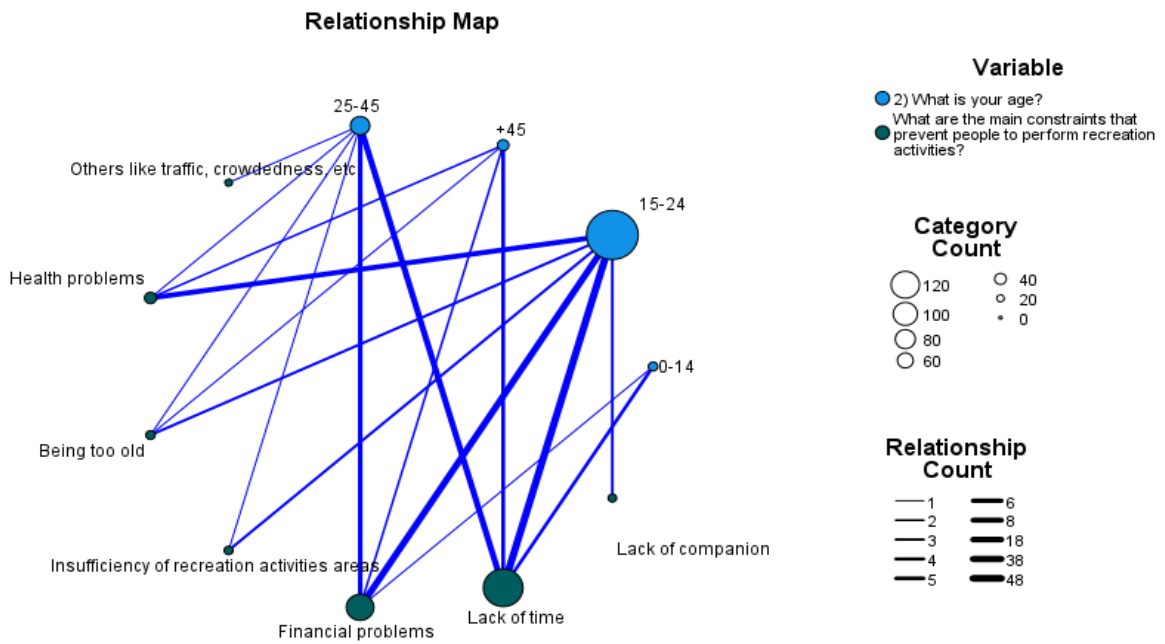 Relationship Map
25-45
+45
Others like traffic, crowdedness, etc.
15-24
Health problems
0-14
Being too old
Insufficiency of recreation activities areas
Lack of companion
Lack of time
Financial problems
Variable
2) What is your age?
What are the main constraints that
prevent people to perform recreation
activities?
Category
Count
120
100
80
60
40
20
0
Relationship
Count
1
2
3
4
5
6
8
18
38
48